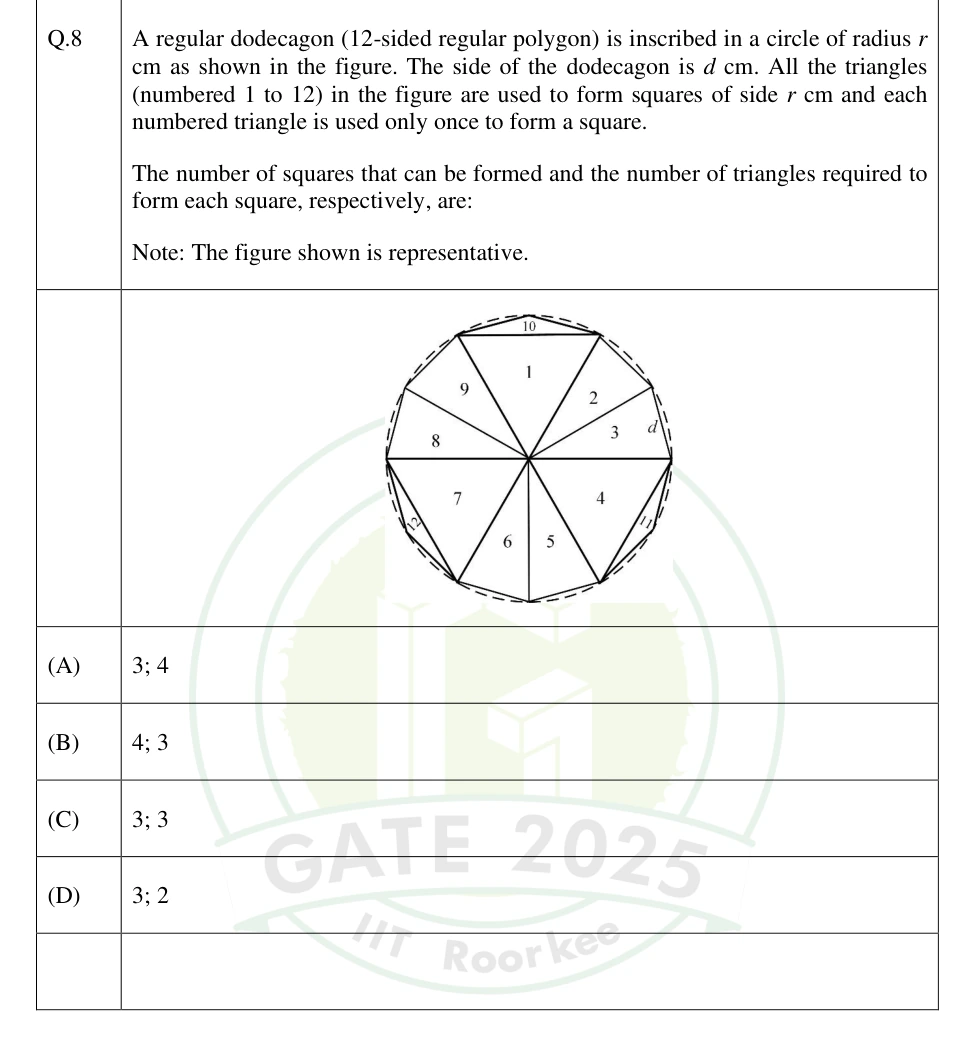 Q.8 A regular dodecagon (12-sided regular polygon) is inscribed in a circle of radius r
cm as shown in the figure. The side of the dodecagon is d cm. All the triangles
(numbered 1 to 12) in the figure are used to form squares of side r cm and each
numbered triangle is used only once to form a square.
The number of squares that can be formed and the number of triangles required to
form each square, respectively, are:
Note: The figure shown is representative.
10
1
9
2
3
d
8
7
4
12
11
6
5
(A) 3; 4
(B) 4; 3
(C) 3; 3
(D) 3; 2
GATE 2025
IIT Roorkee